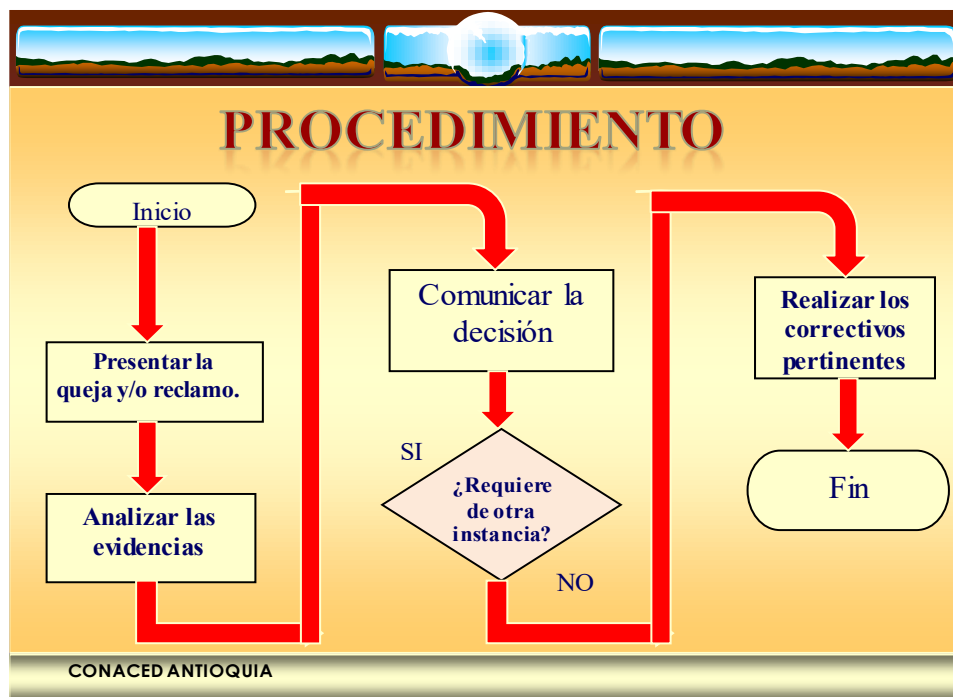 PROCEDIMIENTO
Inicio
Presentar la
queja y/o reclamo.
Analizar las
evidencias
Comunicar la
decisión
SI
¿Requiere
de otra
instancia?
NO
Realizar los
correctivos
pertinentes
Fin
CONACED ANTIOQUIA